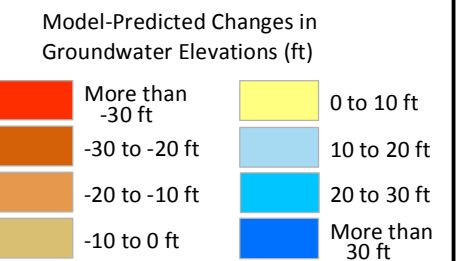 Model-Predicted Changes in
Groundwater Elevations (ft)
More than
-30 ft
-30 to -20 ft
-20 to -10 ft
-10 to 0 ft
0 to 10 ft
10 to 20 ft
20 to 30 ft
More than
30 ft